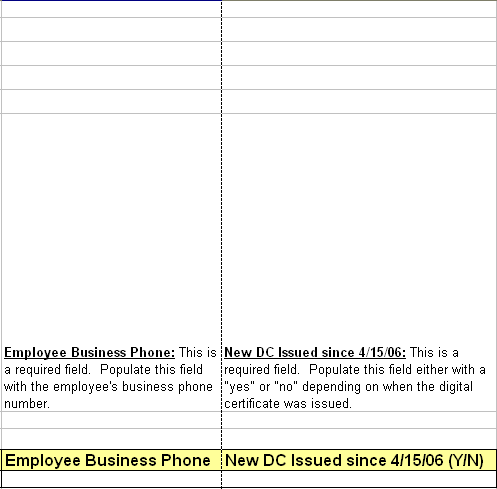 Employee Business Phone: This is
a required field.  Populate this field
with the employee's business phone
number.
New DC Issued since 4/15/06: This is a
required field.  Populate this field either with a
"yes" or "no" depending on when the digital
certificate was issued.
Employee Business Phone
New DC Issued since 4/15/06 (Y/N)